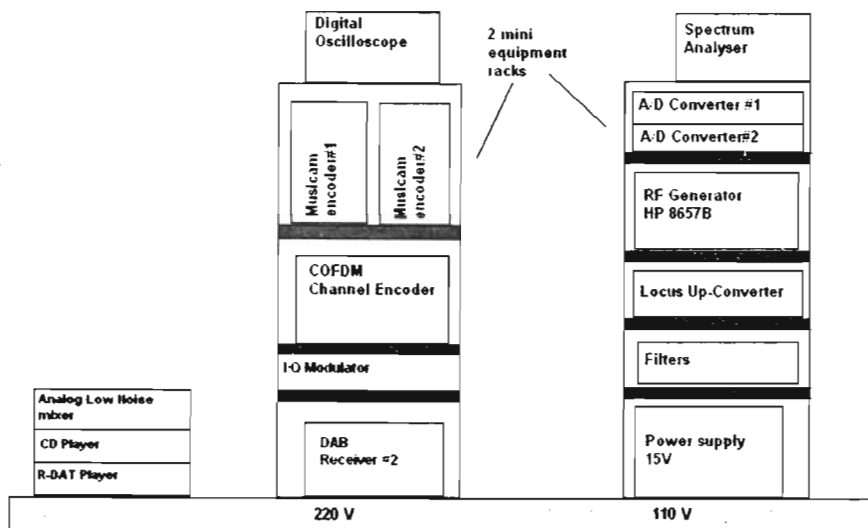 Digital
Oscilloscope
2 mini
equipment
racks
Spectrum
Analyser
Musicam
encoder#1
Musicam
encoder#2
A/D Converter #1
A/D Converter#2
RF Generator
HP 8657B
COFDM
Channel Encoder
Locus Up-Converter
I/Q Modulator
Filters
Analog Low Noise
mixer
CD Player
R-DAT Player
DAB
Receiver #2
Power supply
15V
220 V
110 V